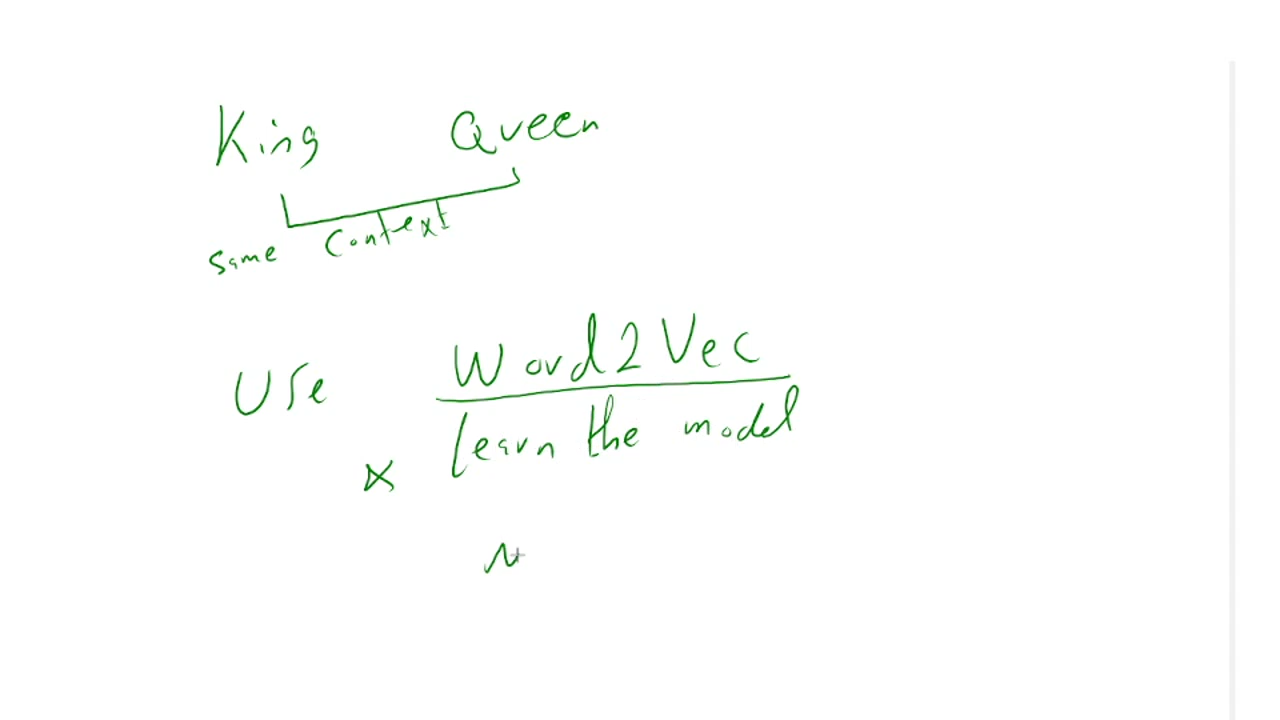 King Queen
Same Context
Use Word2Vec
x learn the model
N